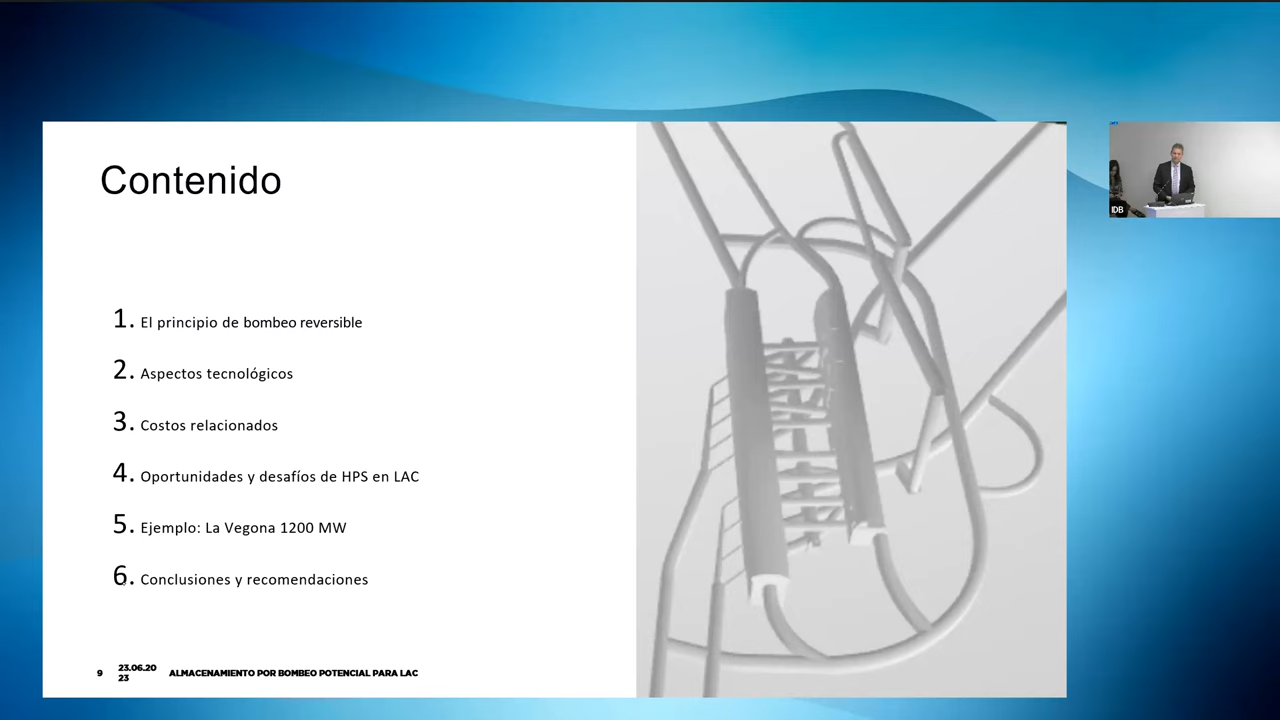 Contenido
1. El principio de bombeo reversible
2. Aspectos tecnológicos
3. Costos relacionados
4. Oportunidades y desafíos de HPS en LAC
5. Ejemplo: La Vegona 1200 MW
6. Conclusiones y recomendaciones
9 23.06.20
23 ALMACENAMIENTO POR BOMBEO POTENCIAL PARA LAC
IDB